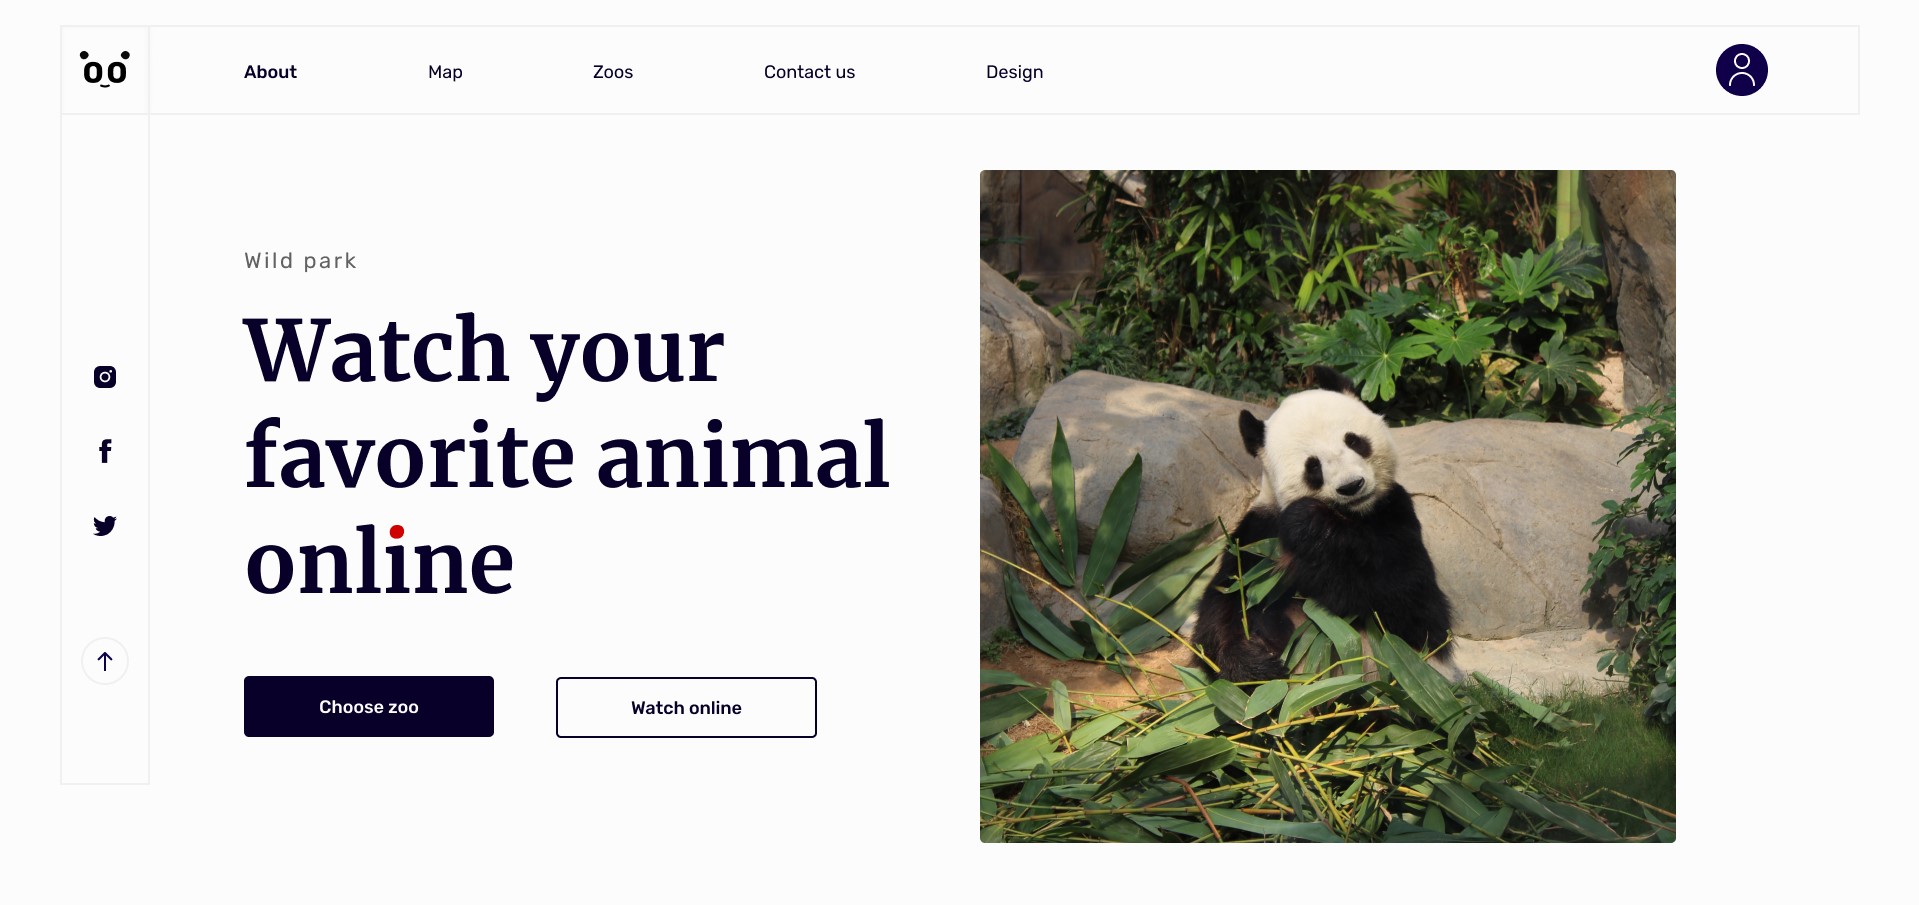 oo
About
Map
Zoos
Contact us
Design
Wild park
Watch your
favorite animal
online
Choose zoo
Watch online